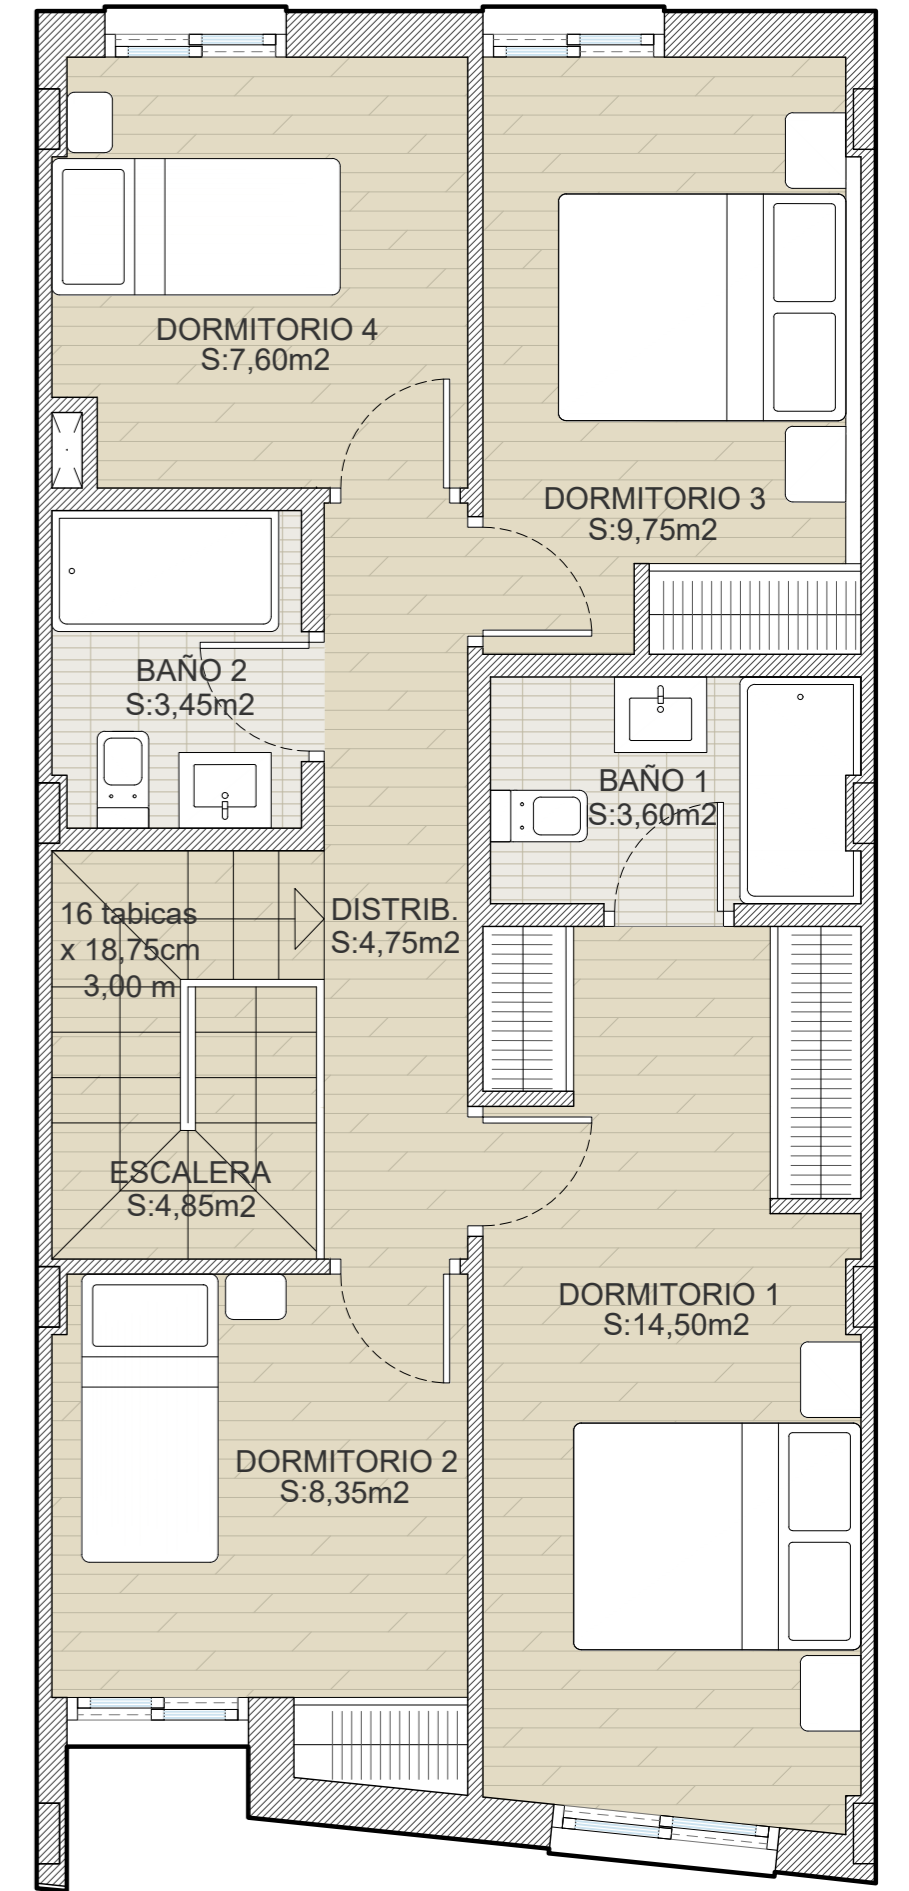 DORMITORIO 4
S:7,60m2
DORMITORIO 3
S:9,75m2
BAÑO 2
S:3,45m2
BAÑO 1
S:3,60m2
16 tabicas
x 18,75cm
3,00 m
DISTRIB.
S:4,75m2
ESCALERA
S:4,85m2
DORMITORIO 1
S:14,50m2
DORMITORIO 2
S:8,35m2